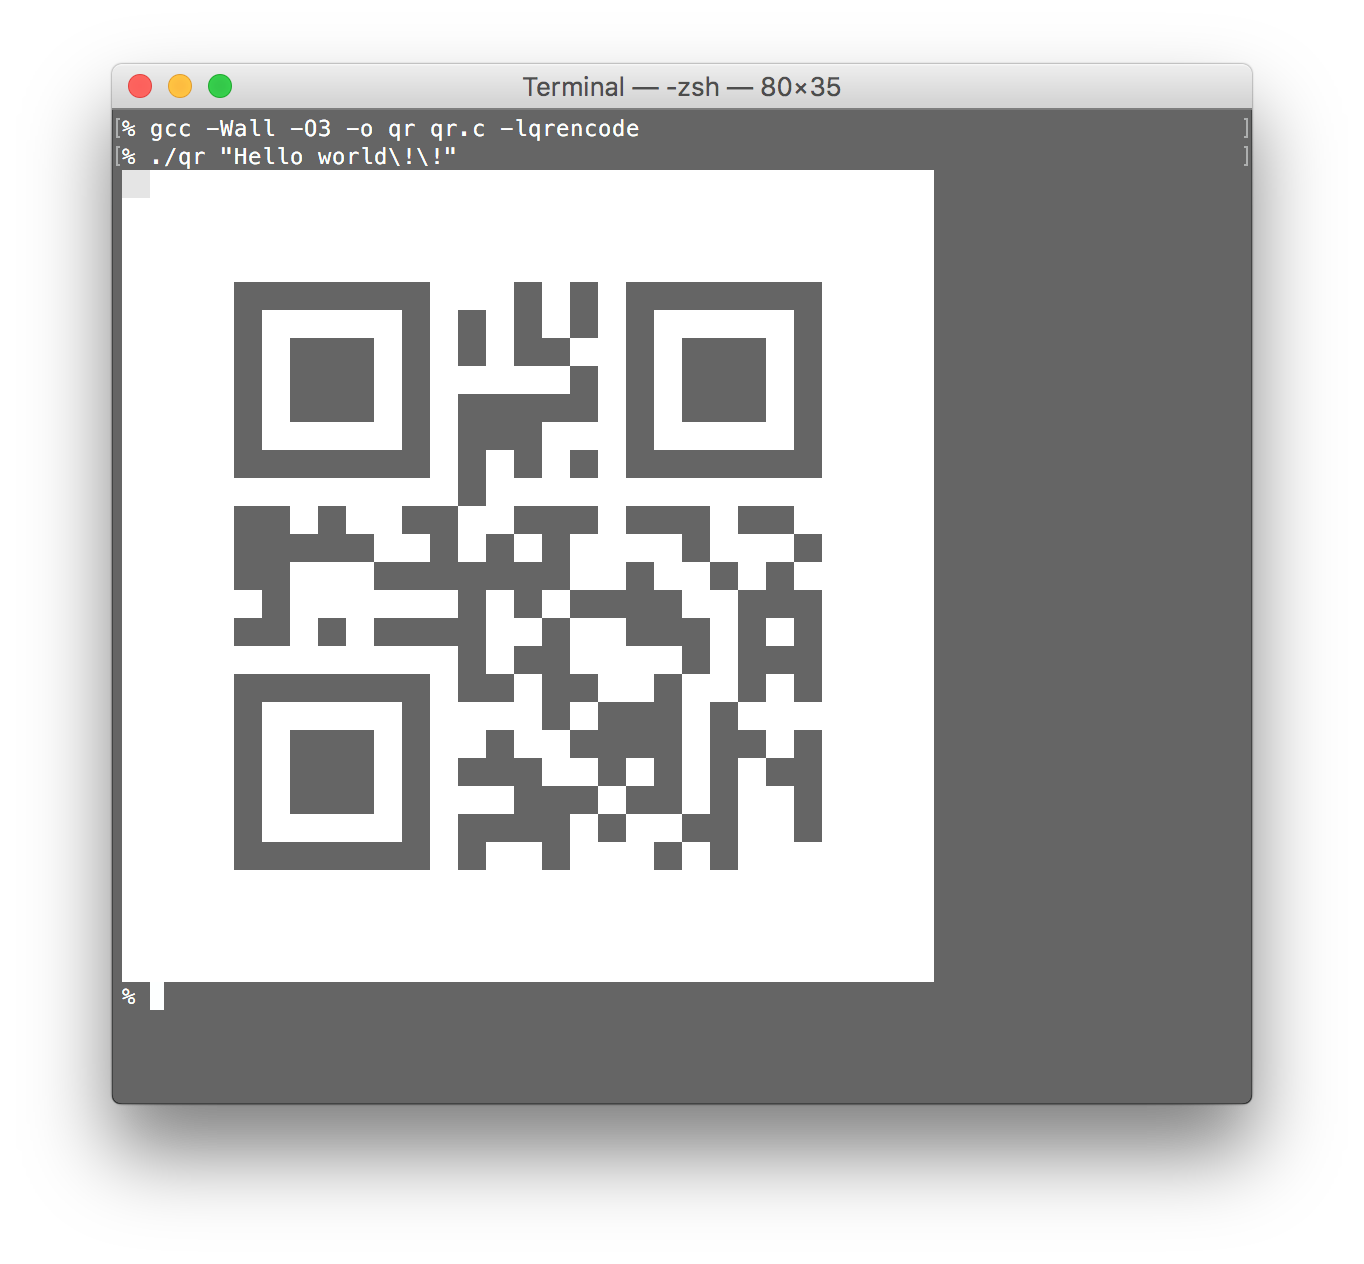 Terminal — -zsh — 80×35
[% gcc -Wall -O3 -o qr qr.c -lqrencode ]
[% ./qr "Hello world\!\!" ]
%